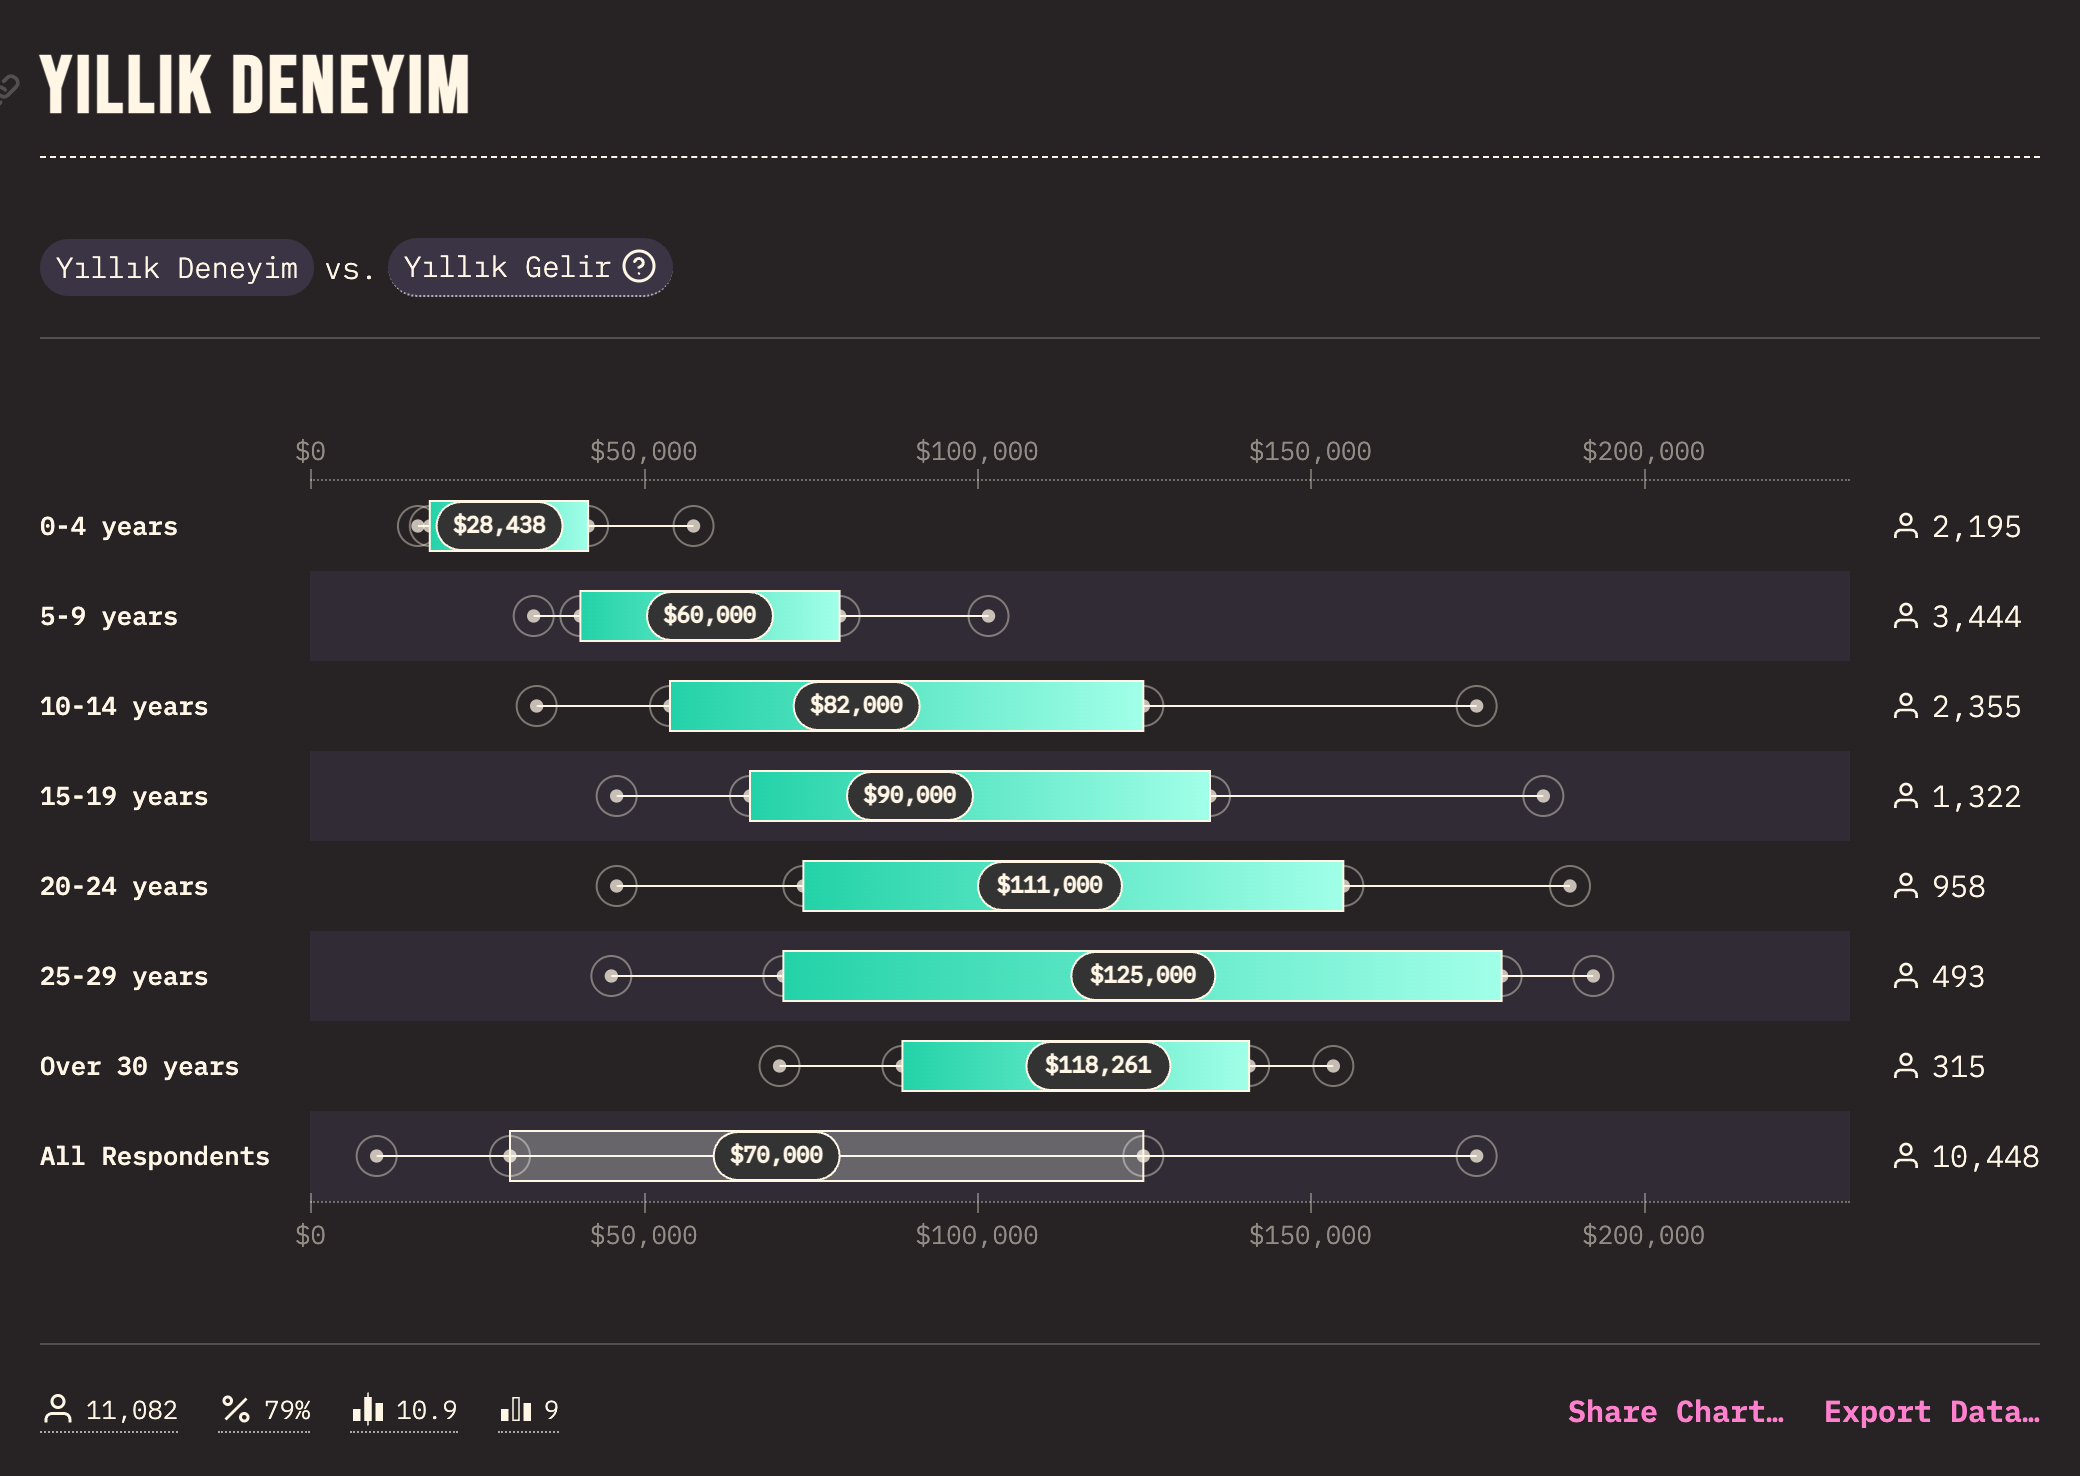 YILLIK DENEYIM
Yıllık Deneyim vs. Yıllık Gelir ?
$0 $50,000 $100,000 $150,000 $200,000
0-4 years $28,438 2,195
5-9 years $60,000 3,444
10-14 years $82,000 2,355
15-19 years $90,000 1,322
20-24 years $111,000 958
25-29 years $125,000 493
Over 30 years $118,261 315
All Respondents $70,000 10,448
$0 $50,000 $100,000 $150,000 $200,000
11,082 79% 10.9 9 Share Chart… Export Data…